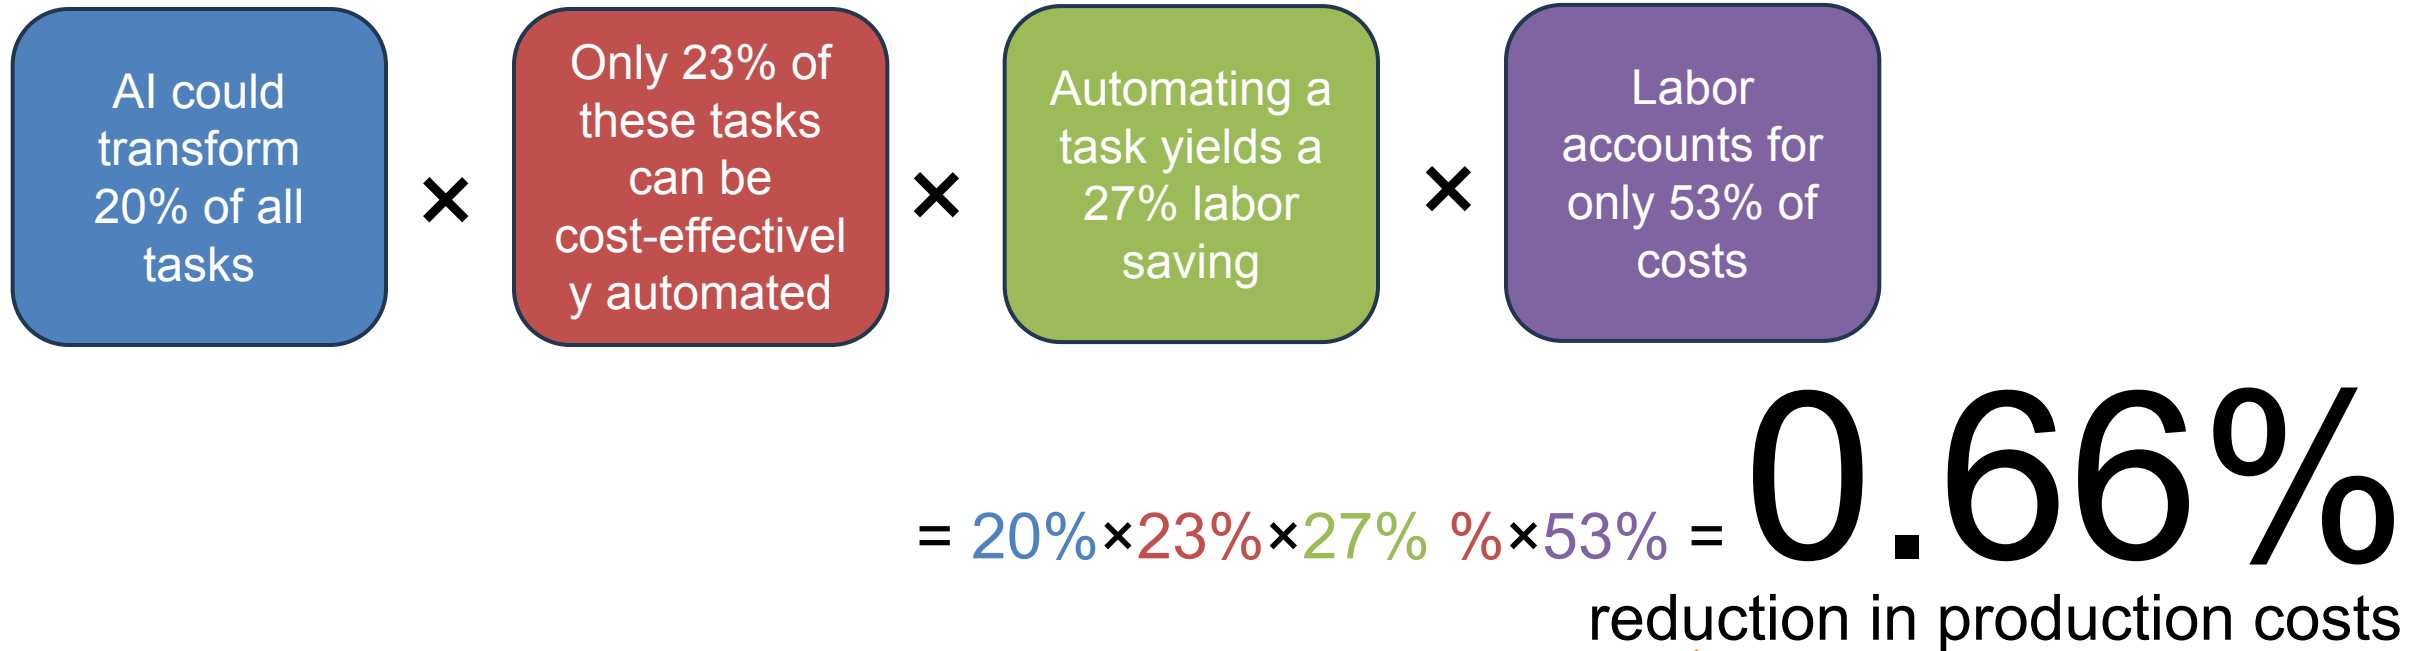 AI could
transform
20% of all
tasks
×
Only 23% of
these tasks
can be
cost-effectivel
y automated
×
Automating a
task yields a
27% labor
saving
×
Labor
accounts for
only 53% of
costs
= 20%×23%×27% %×53% = 0.66%
reduction in production costs